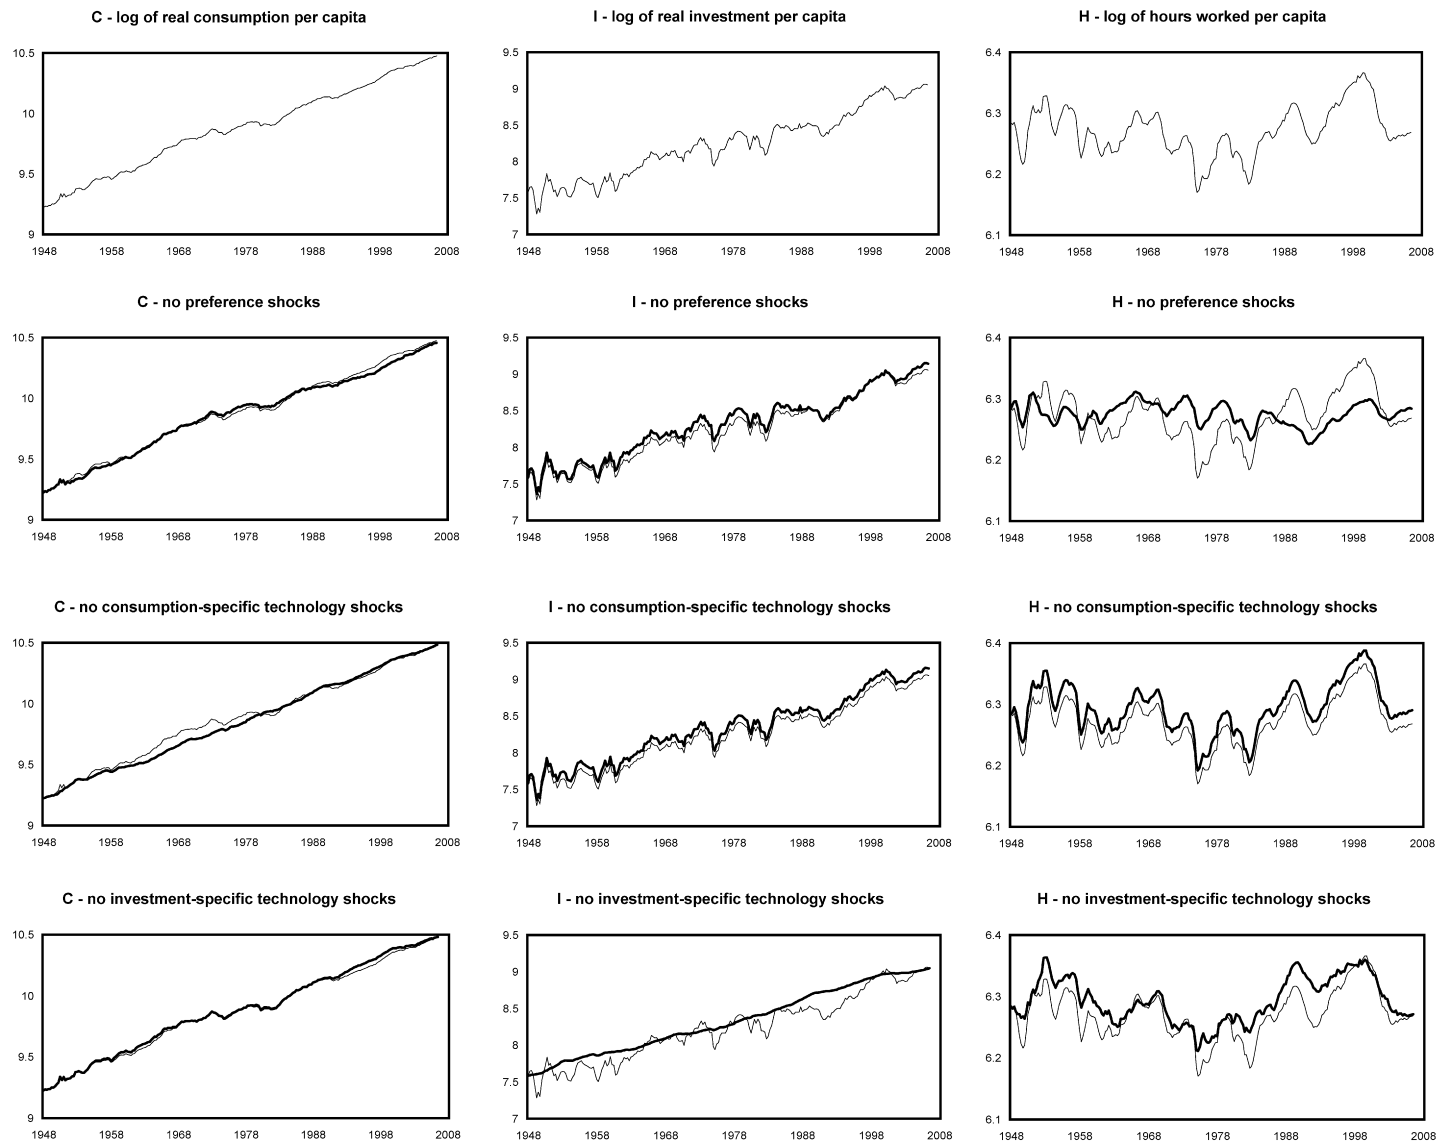 C - log of real consumption per capita
I - log of real investment per capita
H - log of hours worked per capita
10.5
10
9.5
9
1948 1958 1968 1978 1988 1998 2008
9.5
9
8.5
8
7.5
7
1948 1958 1968 1978 1988 1998 2008
6.4
6.3
6.2
6.1
1948 1958 1968 1978 1988 1998 2008
C - no preference shocks
I - no preference shocks
H - no preference shocks
10.5
10
9.5
9
1948 1958 1968 1978 1988 1998 2008
9.5
9
8.5
8
7.5
7
1948 1958 1968 1978 1988 1998 2008
6.4
6.3
6.2
6.1
1948 1958 1968 1978 1988 1998 2008
C - no consumption-specific technology shocks
I - no consumption-specific technology shocks
H - no consumption-specific technology shocks
10.5
10
9.5
9
1948 1958 1968 1978 1988 1998 2008
9.5
9
8.5
8
7.5
7
1948 1958 1968 1978 1988 1998 2008
6.4
6.3
6.2
6.1
1948 1958 1968 1978 1988 1998 2008
C - no investment-specific technology shocks
I - no investment-specific technology shocks
H - no investment-specific technology shocks
10.5
10
9.5
9
1948 1958 1968 1978 1988 1998 2008
9.5
9
8.5
8
7.5
7
1948 1958 1968 1978 1988 1998 2008
6.4
6.3
6.2
6.1
1948 1958 1968 1978 1988 1998 2008